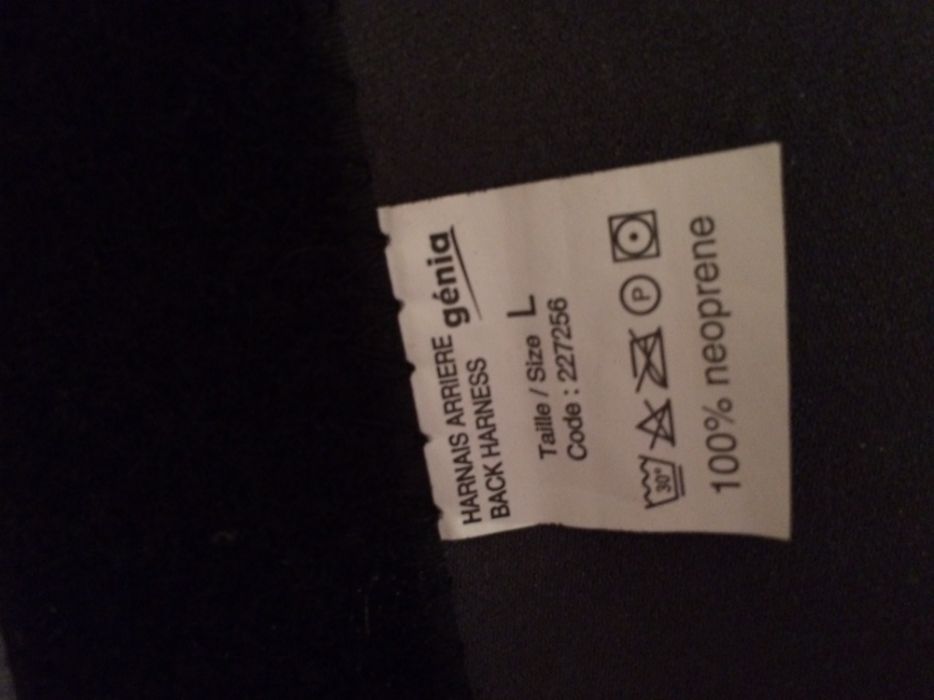 HARNAIS ARRIERE génia
BACK HARNESS
Taille / Size L
Code : 227256
30° P
100% neoprene